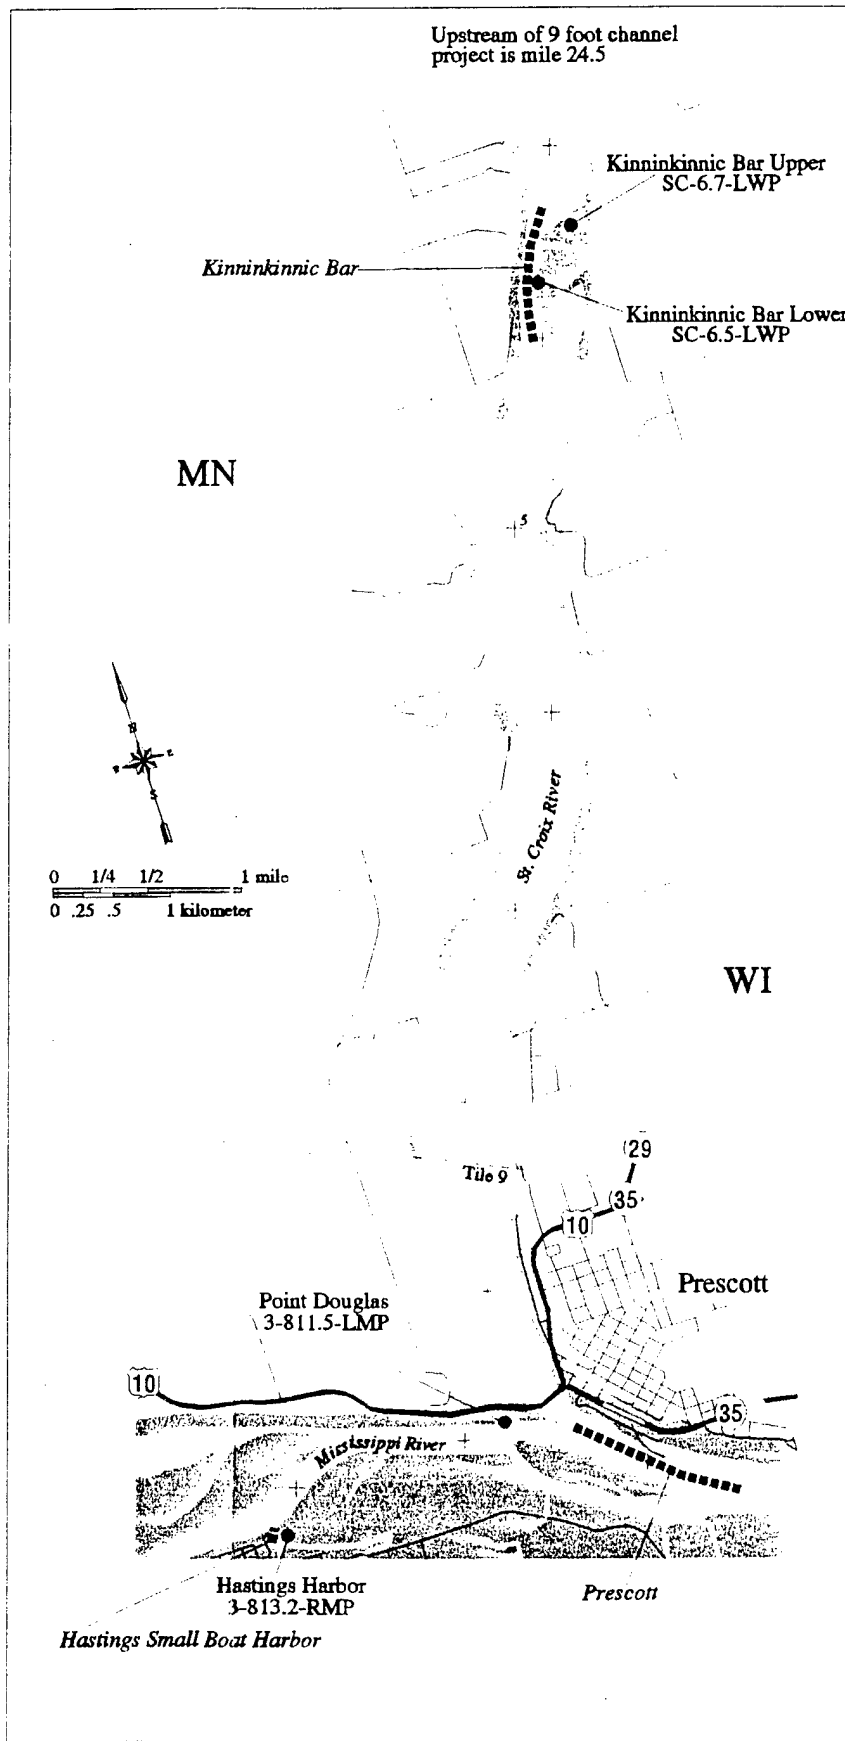 Upstream of 9 foot channel
project is mile 24.5
Kinninkinnic Bar Upper
SC-6.7-LWP
Kinninkinnic Bar
Kinninkinnic Bar Lower
SC-6.5-LWP
MN
5
N
S
St. Croix River
0 1/4 1/2 1 mile
0 .25 .5 1 kilometer
WI
29
Tile 9
35
10
Prescott
Point Douglas
3-811.5-LMP
10
35
Mississippi River
Hastings Harbor
3-813.2-RMP
Prescott
Hastings Small Boat Harbor